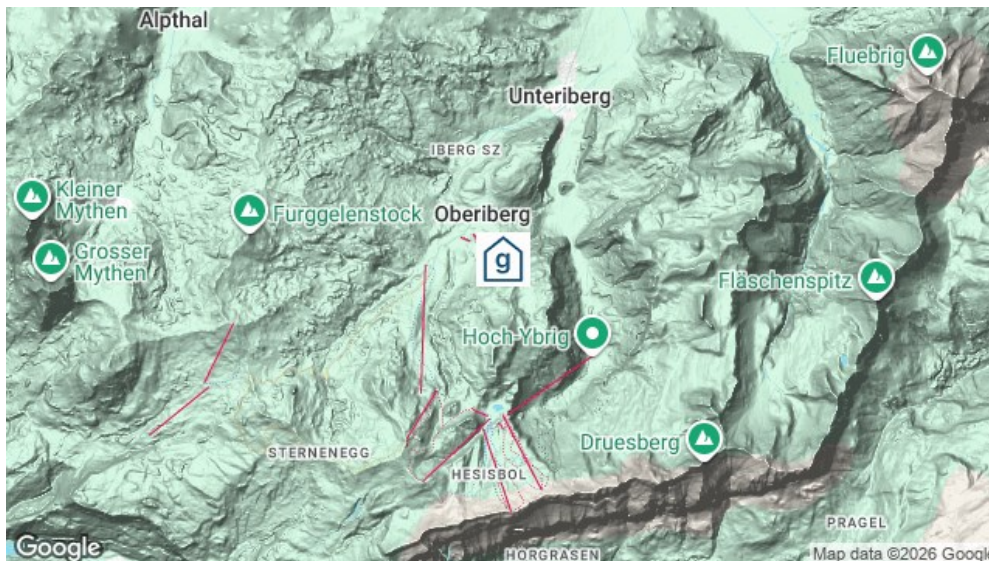 Alpthal
Fluebrig
Unteriberg
IBERG SZ
Kleiner
Mythen
Furggelenstock
Oberiberg
Grosser
Mythen
g
Fläschenspitz
Hoch-Ybrig
Druesberg
STERNENEGG
HESISBOL
PRAGEL
Google
HORGRASEN
Map data ©2026 Google